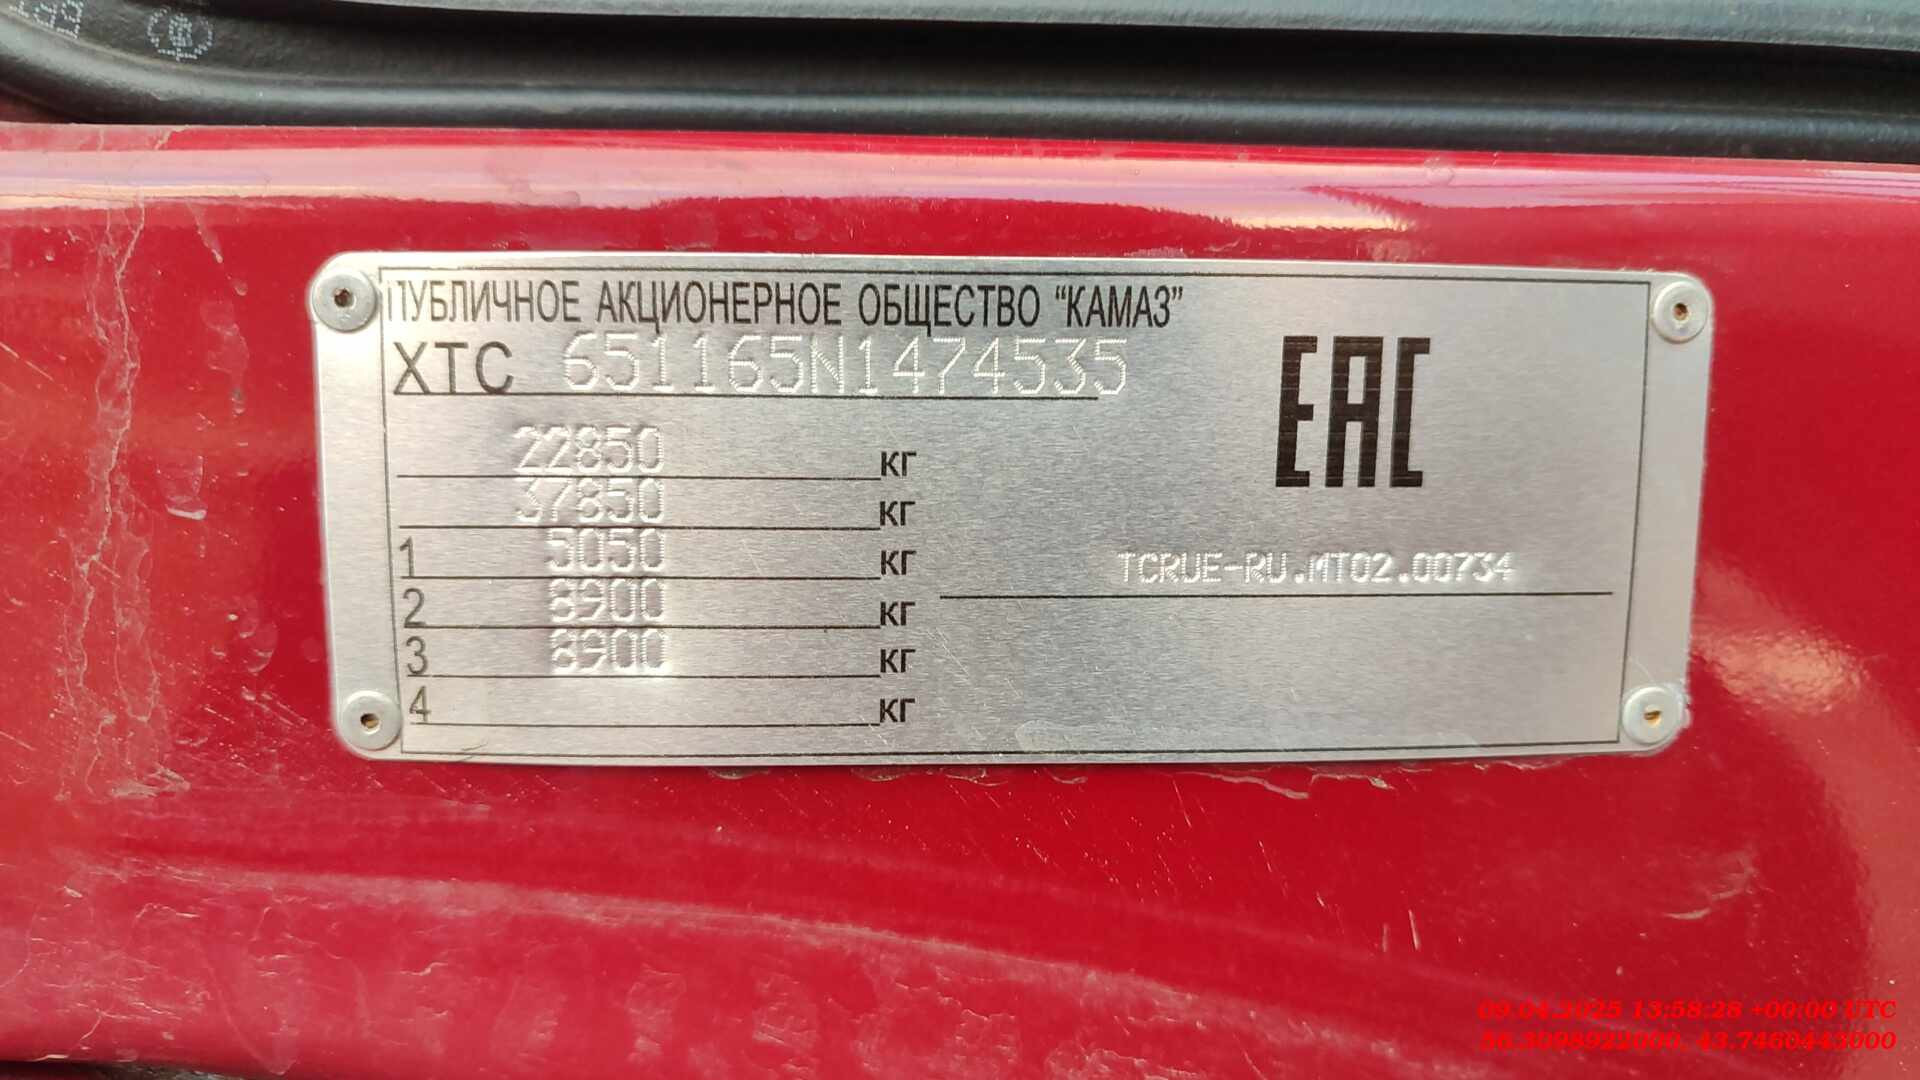 ПУБЛИЧНОЕ АКЦИОНЕРНОЕ ОБЩЕСТВО "КАМАЗ"
XTC 651165N1474535
EAC
22850 кг
37850 кг
1 5050 кг
2 8900 кг
3 8900 кг
4 кг
TCRUE-RU.MT02.00734
09.04.2025 13:58:28 +00:00 UTC
56.3098922000, 43.7460443000